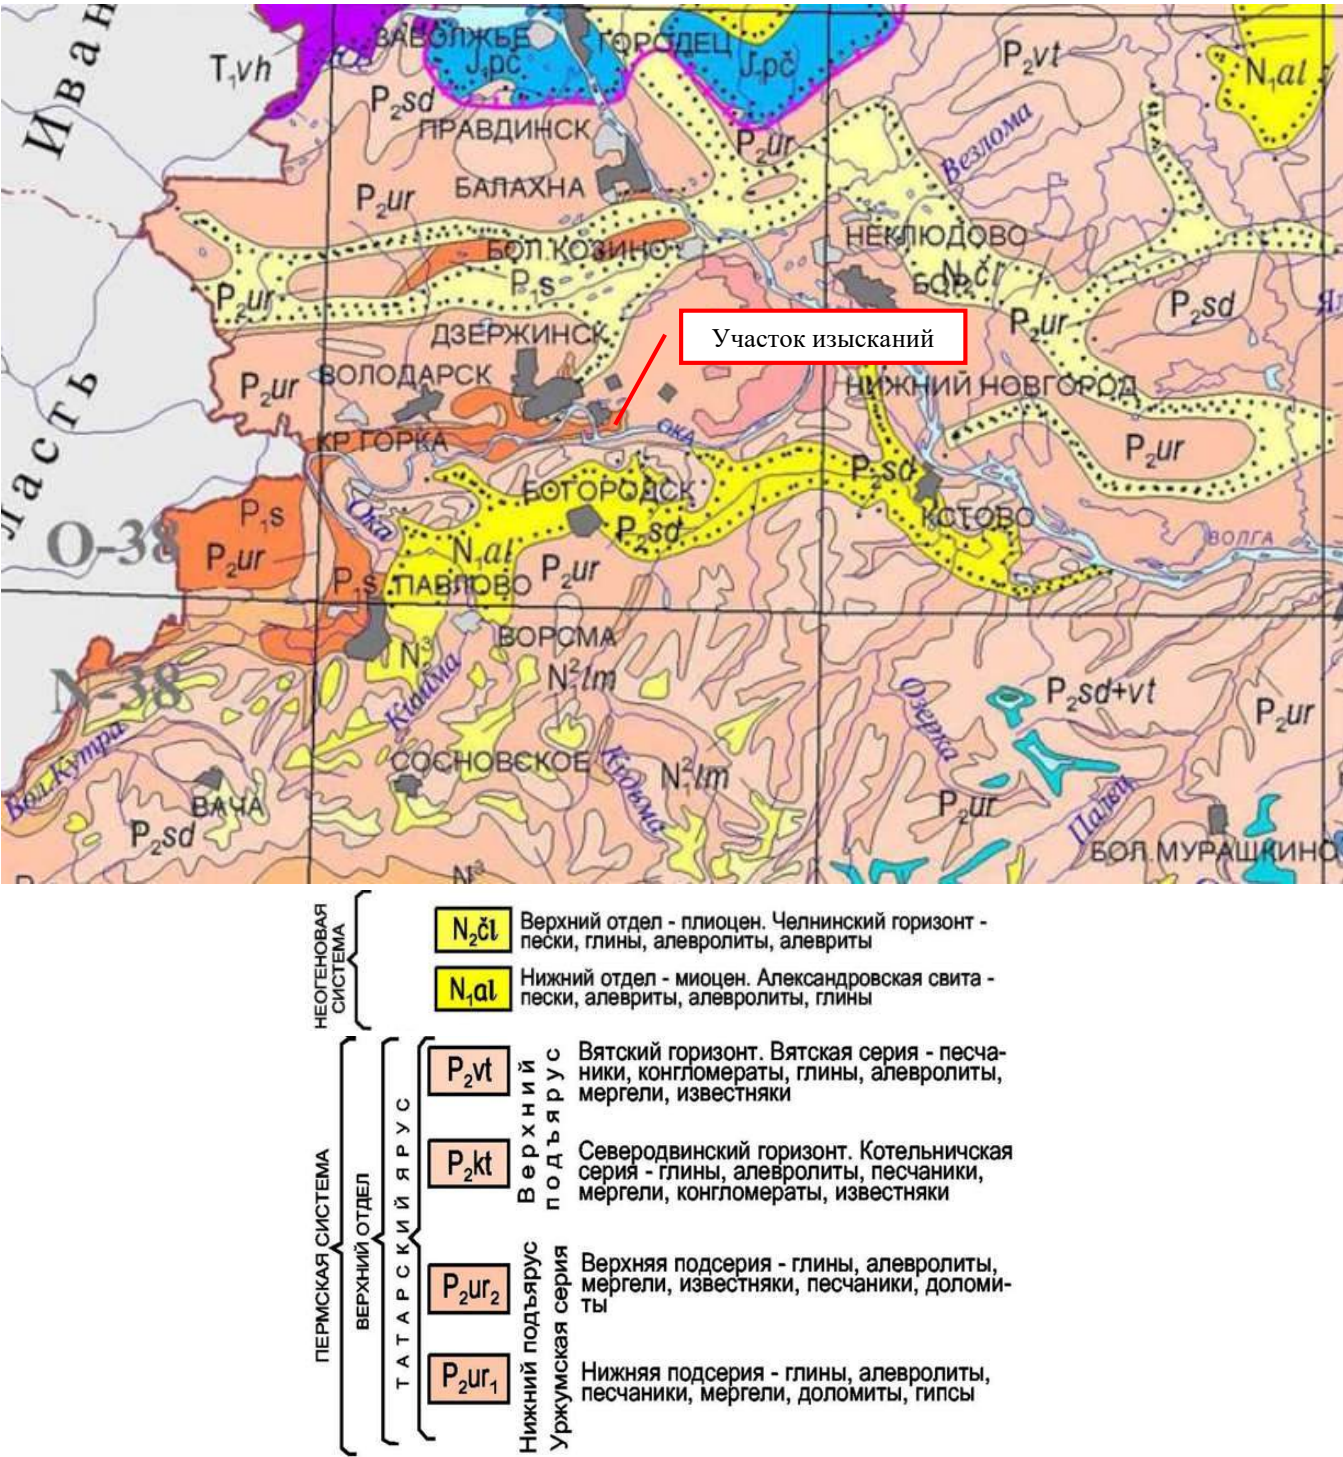 Иван
ласть
T₁vh
ЗАВОЛЖЬЕ
ГОРОДЕЦ
J₁pč
J₁pč
P₂vt
N₁al
P₂sd
ПРАВДИНСК
P₂ur
Везлома
БАЛАХНА
P₂ur
НЕКЛЮДОВО
БОЛ.КОЗИНО
P₁s
N₂čl
БОР
P₂ur
P₂sd
P₂ur
ДЗЕРЖИНСК
Участок изысканий
ВОЛОДАРСК
P₂ur
НИЖНИЙ НОВГОРОД
КР.ГОРКА
ОКА
P₂ur
P₂sd
БОГОРОДСК
P₁s
Ока
P₂sd
КСТОВО
O-38
ВОЛГА
P₂ur
N₁al
P₂ur
P₁s
ПАВЛОВО
ВОРСМА
N³₁
Кишма
N²₁lm
N-38
P₂sd+vt
P₂ur
Озерка
СОСНОВСКОЕ
Кудьма
N²₁lm
ВАЧА
P₂sd
P₂ur
БОЛ.МУРАШКИНО
НЕОГЕНОВАЯ
СИСТЕМА
N₂čl
Верхний отдел - плиоцен. Челнинский горизонт -
пески, глины, алевролиты, алевриты
N₁al
Нижний отдел - миоцен. Александровская свита -
пески, алевриты, алевролиты, глины
ПЕРМСКАЯ СИСТЕМА
ВЕРХНИЙ ОТДЕЛ
ТАТАРСКИЙ ЯРУС
Верхний
подъярус
P₂vt
Вятский горизонт. Вятская серия - песча-
ники, конгломераты, глины, алевролиты,
мергели, известняки
P₂kt
Северодвинский горизонт. Котельничская
серия - глины, алевролиты, песчаники,
мергели, конгломераты, известняки
Нижний подъярус
Уржумская серия
P₂ur₂
Верхняя подсерия - глины, алевролиты,
мергели, известняки, песчаники, доломи-
ты
P₂ur₁
Нижняя подсерия - глины, алевролиты,
песчаники, мергели, доломиты, гипсы